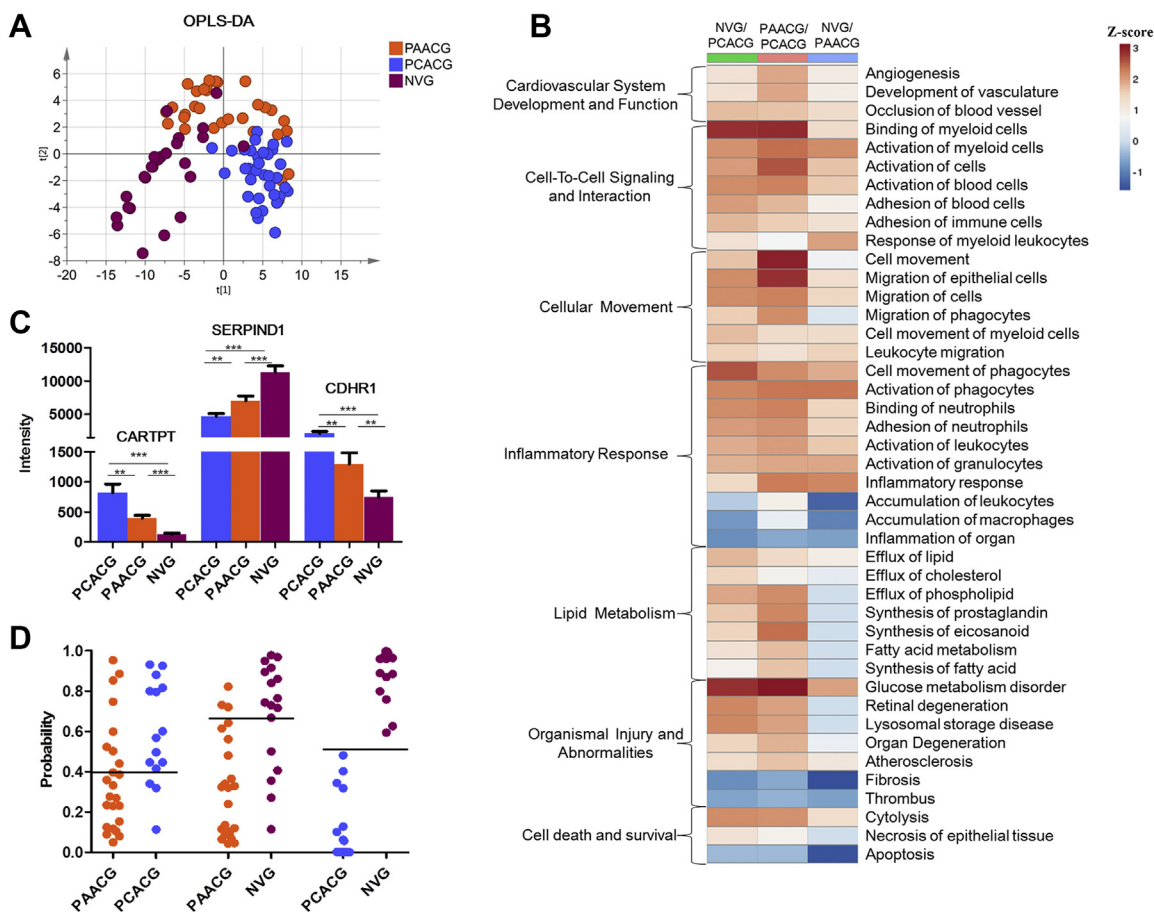 A
OPLS-DA
PAACG
PCACG
NVG
6
4
2
0
-2
-4
-6
-8
t[2]
-20
-15
-10
-5
0
5
10
15
t[1]
B
NVG/
PCACG
PAACG/
PCACG
NVG/
PAACG
Z-score
3
2
1
0
-1
Cardiovascular System
Development and Function
Angiogenesis
Development of vasculature
Occlusion of blood vessel
Cell-To-Cell Signaling
and Interaction
Binding of myeloid cells
Activation of myeloid cells
Activation of cells
Activation of blood cells
Adhesion of blood cells
Adhesion of immune cells
Response of myeloid leukocytes
Cellular Movement
Cell movement
Migration of epithelial cells
Migration of cells
Migration of phagocytes
Cell movement of myeloid cells
Leukocyte migration
Inflammatory Response
Cell movement of phagocytes
Activation of phagocytes
Binding of neutrophils
Adhesion of neutrophils
Activation of leukocytes
Activation of granulocytes
Inflammatory response
Accumulation of leukocytes
Accumulation of macrophages
Inflammation of organ
Lipid Metabolism
Efflux of lipid
Efflux of cholesterol
Efflux of phospholipid
Synthesis of prostaglandin
Synthesis of eicosanoid
Fatty acid metabolism
Synthesis of fatty acid
Organismal Injury and
Abnormalities
Glucose metabolism disorder
Retinal degeneration
Lysosomal storage disease
Organ Degeneration
Atherosclerosis
Fibrosis
Thrombus
Cell death and survival
Cytolysis
Necrosis of epithelial tissue
Apoptosis
C
Intensity
15000
10000
5000
1500
1000
500
0
CARTPT
***
**
***
SERPIND1
***
**
***
CDHR1
***
**
**
PCACG
PAACG
NVG
PCACG
PAACG
NVG
PCACG
PAACG
NVG
D
Probability
1.0
0.8
0.6
0.4
0.2
0.0
PAACG
PCACG
PAACG
NVG
PCACG
NVG